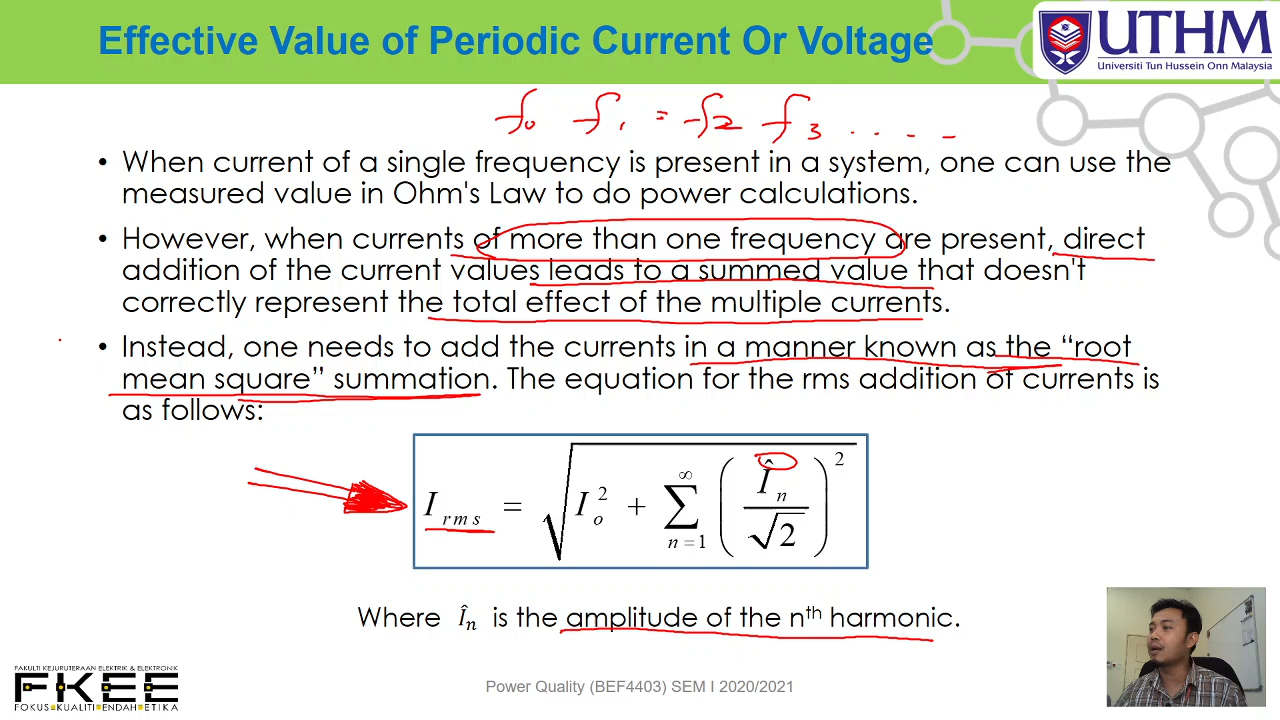 Effective Value of Periodic Current Or Voltage
UTHM
Universiti Tun Hussein Onn Malaysia
f0 f1 = f2 f3 .....
• When current of a single frequency is present in a system, one can use the
measured value in Ohm's Law to do power calculations.
• However, when currents of more than one frequency are present, direct
addition of the current values leads to a summed value that doesn't
correctly represent the total effect of the multiple currents.
• Instead, one needs to add the currents in a manner known as the “root
mean square” summation. The equation for the rms addition of currents is
as follows:
I_rms = √(I_o^2 + ∑_{n=1}^{∞} (Î_n/√2)^2)
Where Î_n is the amplitude of the nth harmonic.
FAKULTI KEJURUTERAAN ELEKTRIK & ELEKTRONIK
FKEE
FOKUS KUALITI ENDAH ETIKA
Power Quality (BEF4403) SEM I 2020/2021